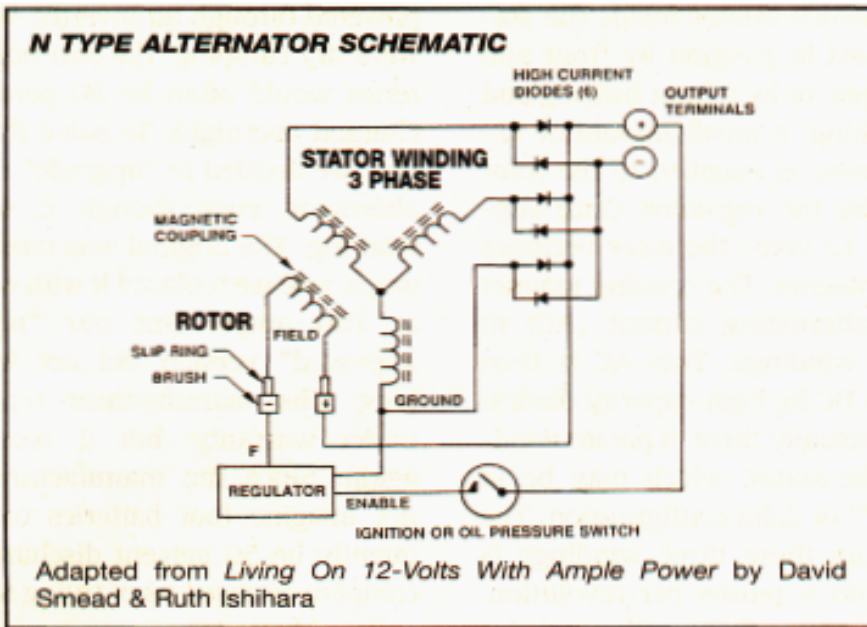 N TYPE ALTERNATOR SCHEMATIC
HIGH CURRENT
DIODES (6)
OUTPUT
TERMINALS
+
−
STATOR WINDING
3 PHASE
MAGNETIC
COUPLING
ROTOR
FIELD
SLIP RING
BRUSH
−
+
GROUND
F
REGULATOR
ENABLE
IGNITION OR OIL PRESSURE SWITCH
Adapted from Living On 12-Volts With Ample Power by David
Smead & Ruth Ishihara